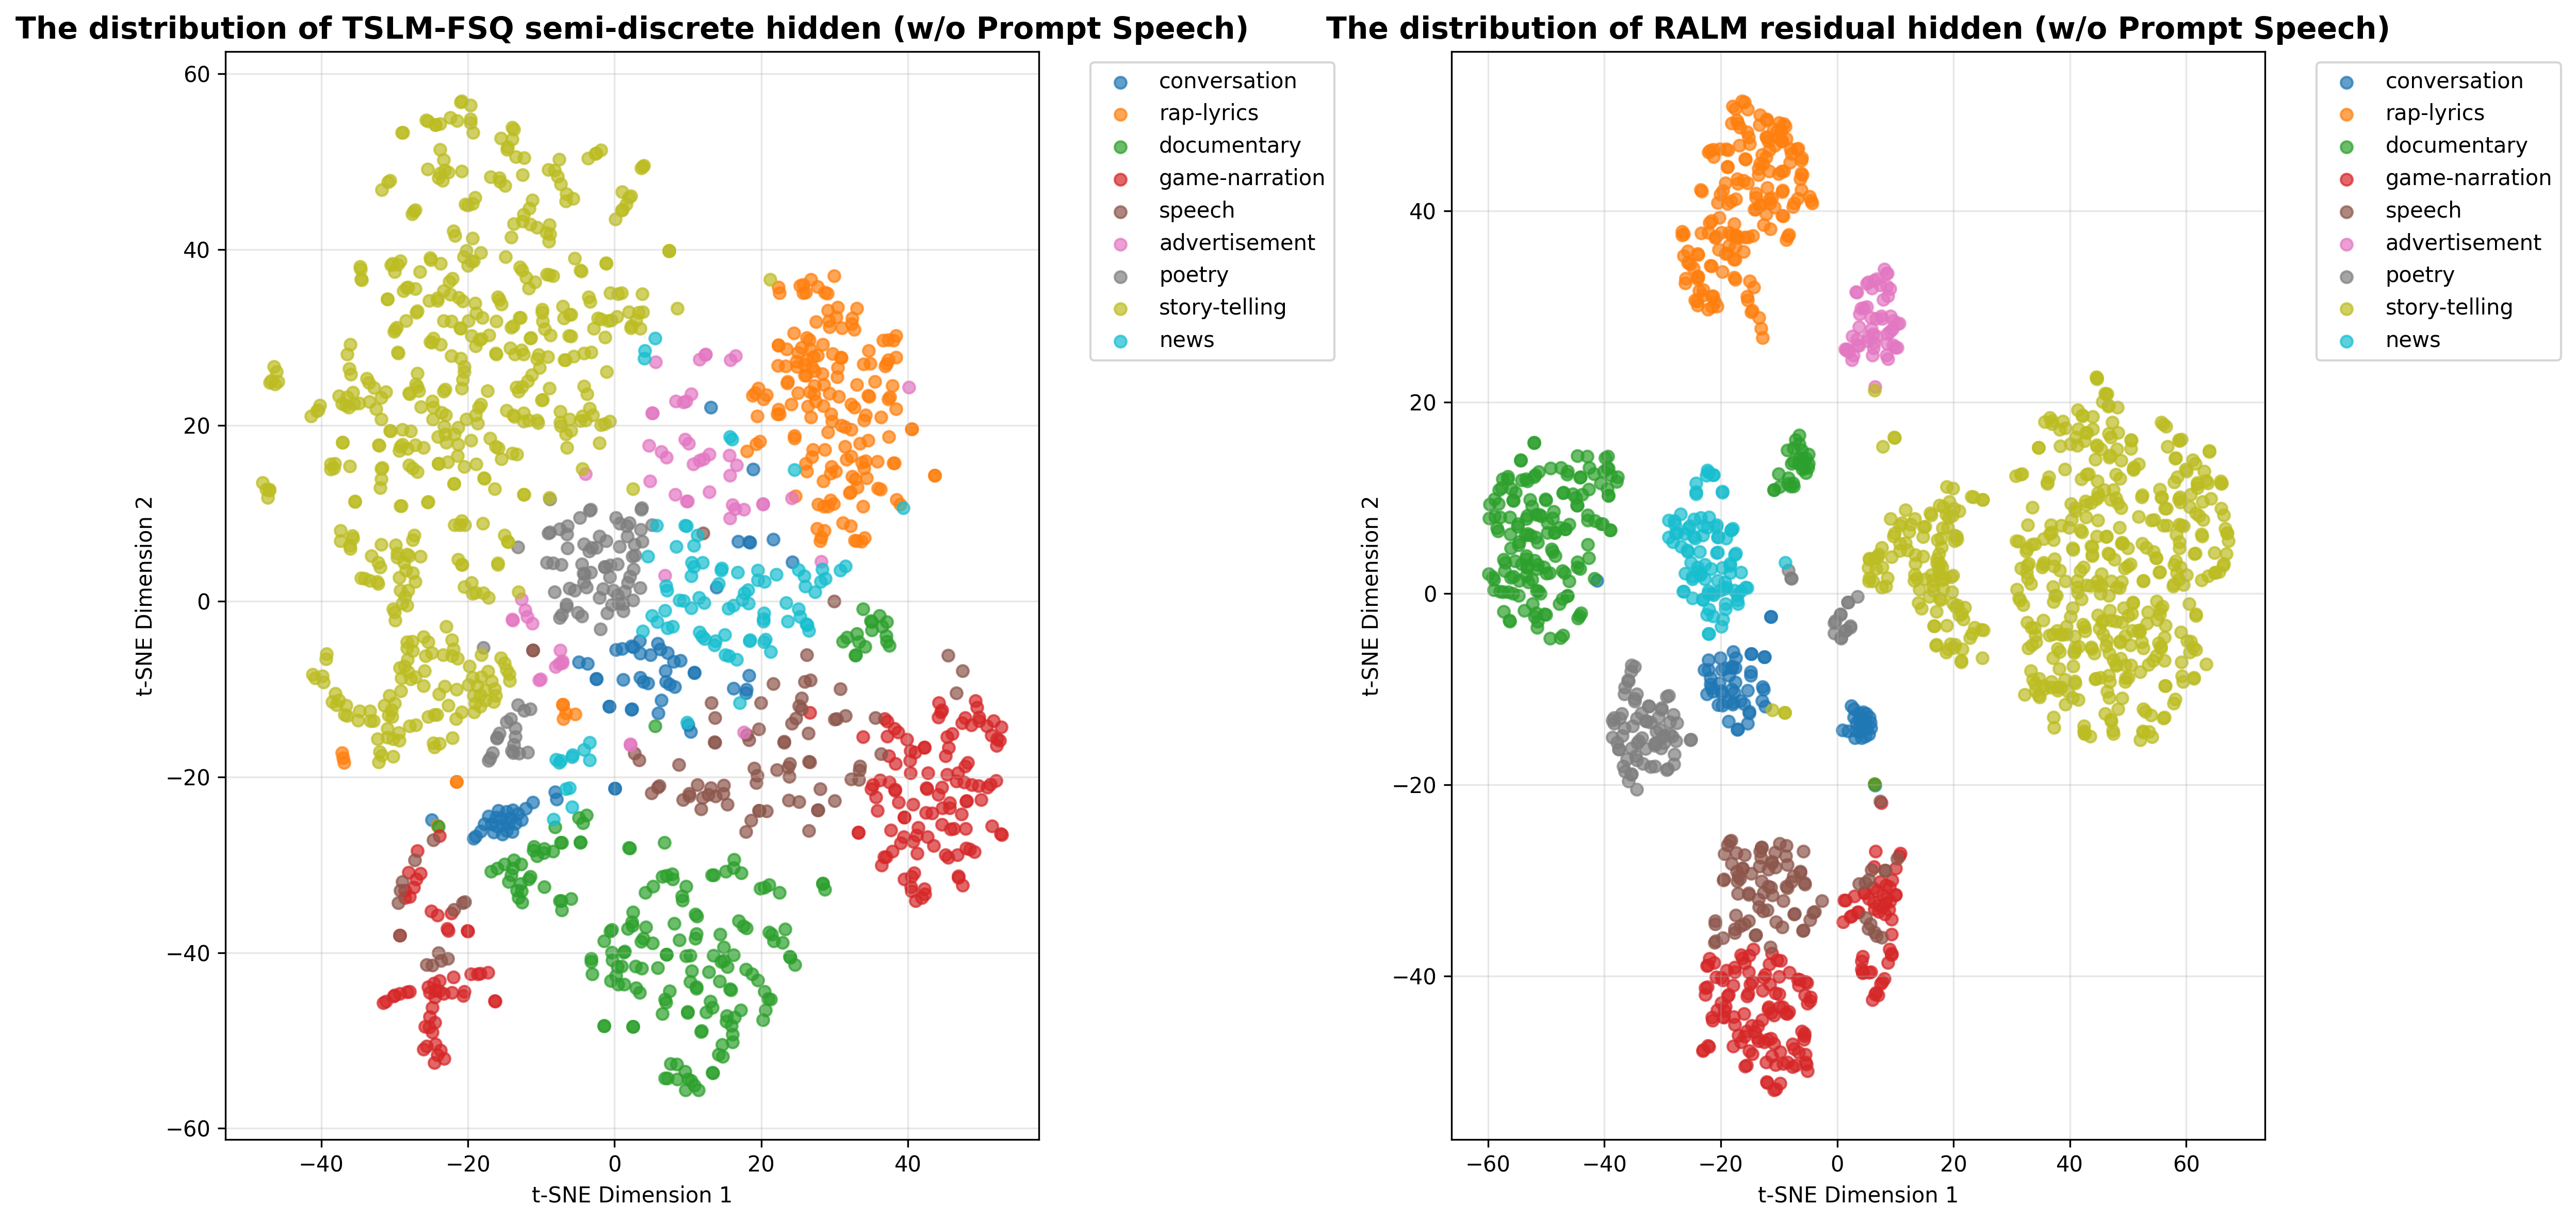 The distribution of TSLM-FSQ semi-discrete hidden (w/o Prompt Speech)
60
40
20
0
−20
−40
−60
t-SNE Dimension 2
−40
−20
0
20
40
t-SNE Dimension 1
conversation
rap-lyrics
documentary
game-narration
speech
advertisement
poetry
story-telling
news
The distribution of RALM residual hidden (w/o Prompt Speech)
40
20
0
−20
−40
t-SNE Dimension 2
−60
−40
−20
0
20
40
60
t-SNE Dimension 1
conversation
rap-lyrics
documentary
game-narration
speech
advertisement
poetry
story-telling
news